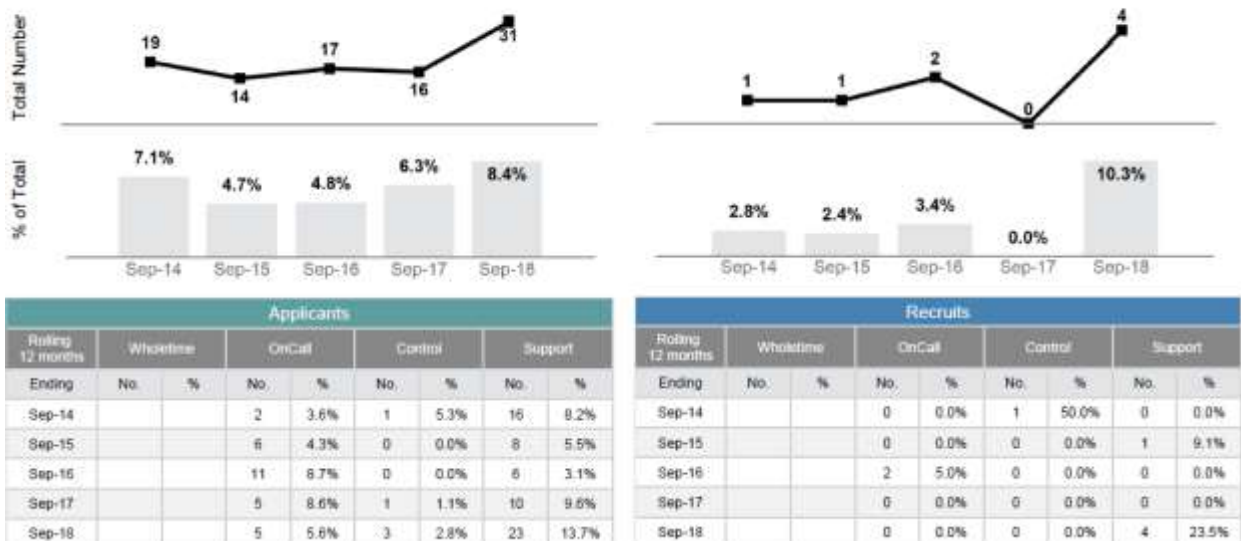 Total Number
19
14
17
16
31
% of Total
7.1%
4.7%
4.8%
6.3%
8.4%
Sep-14 Sep-15 Sep-16 Sep-17 Sep-18
1
1
2
0
4
2.8%
2.4%
3.4%
0.0%
10.3%
Sep-14 Sep-15 Sep-16 Sep-17 Sep-18
Applicants
Rolling 12 months Wholetime OnCall Control Support
Ending No. % No. % No. % No. %
Sep-14 2 3.6% 1 5.3% 16 8.2%
Sep-15 6 4.3% 0 0.0% 8 5.5%
Sep-16 11 8.7% 0 0.0% 6 3.1%
Sep-17 5 8.6% 1 1.1% 10 9.6%
Sep-18 5 5.6% 3 2.8% 23 13.7%
Recruits
Rolling 12 months Wholetime OnCall Control Support
Ending No. % No. % No. % No. %
Sep-14 0 0.0% 1 50.0% 0 0.0%
Sep-15 0 0.0% 0 0.0% 1 9.1%
Sep-16 2 5.0% 0 0.0% 0 0.0%
Sep-17 0 0.0% 0 0.0% 0 0.0%
Sep-18 0 0.0% 0 0.0% 4 23.5%